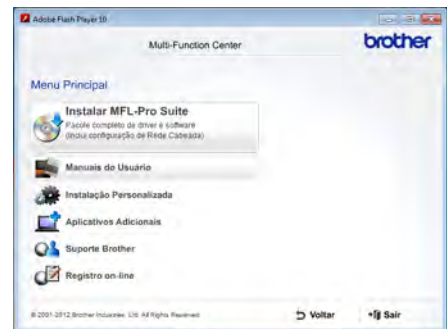 Adobe Flash Player 10
Multi-Function Center
brother
Menu Principal
Instalar MFL-Pro Suite
Pacote completo de driver e software
(inclui configuração de Rede Cabeada)
Manuais do Usuário
Instalação Personalizada
Aplicativos Adicionais
Suporte Brother
Registro on-line
© 2001-2012 Brother Industries, Ltd. All Rights Reserved.
Voltar
Sair